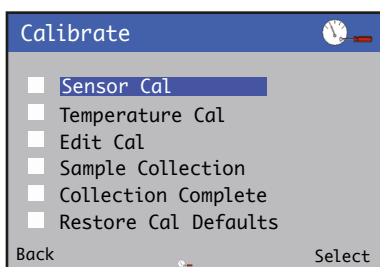 Calibrate
Sensor Cal
Temperature Cal
Edit Cal
Sample Collection
Collection Complete
Restore Cal Defaults
Back Select